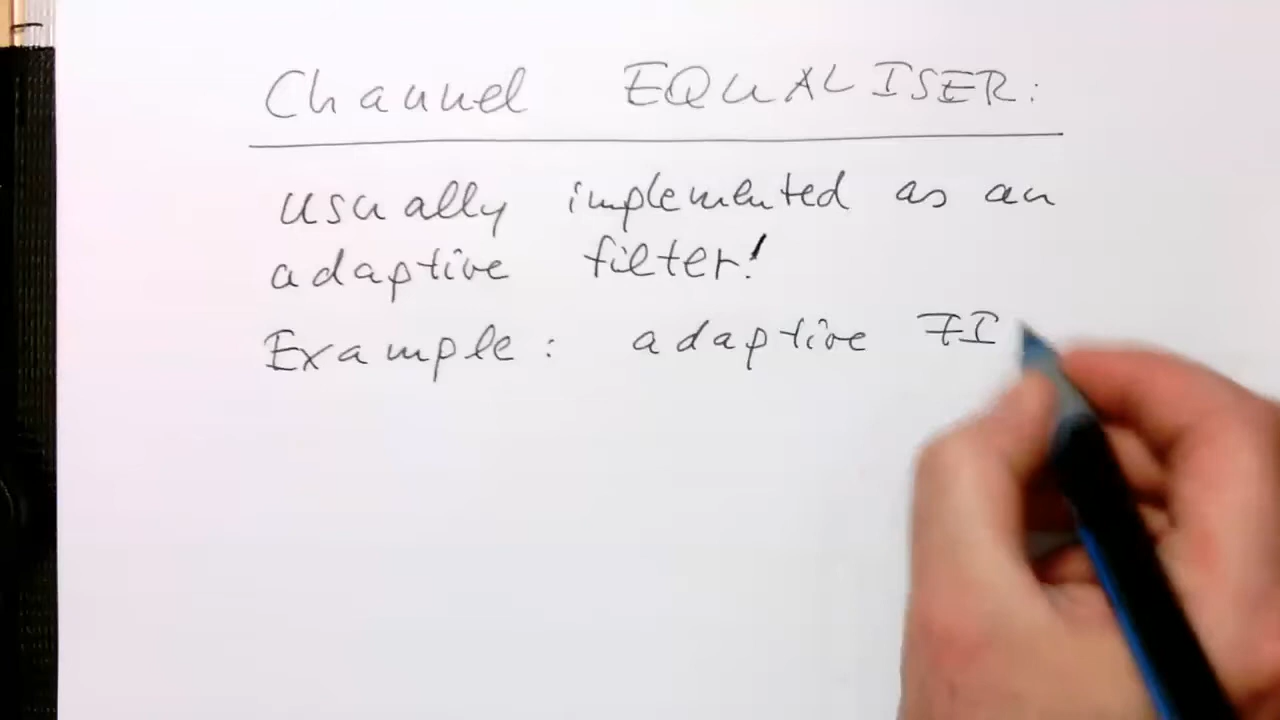 Channel EQUALISER:
usually implemented as an
adaptive filter!
Example: adaptive FI